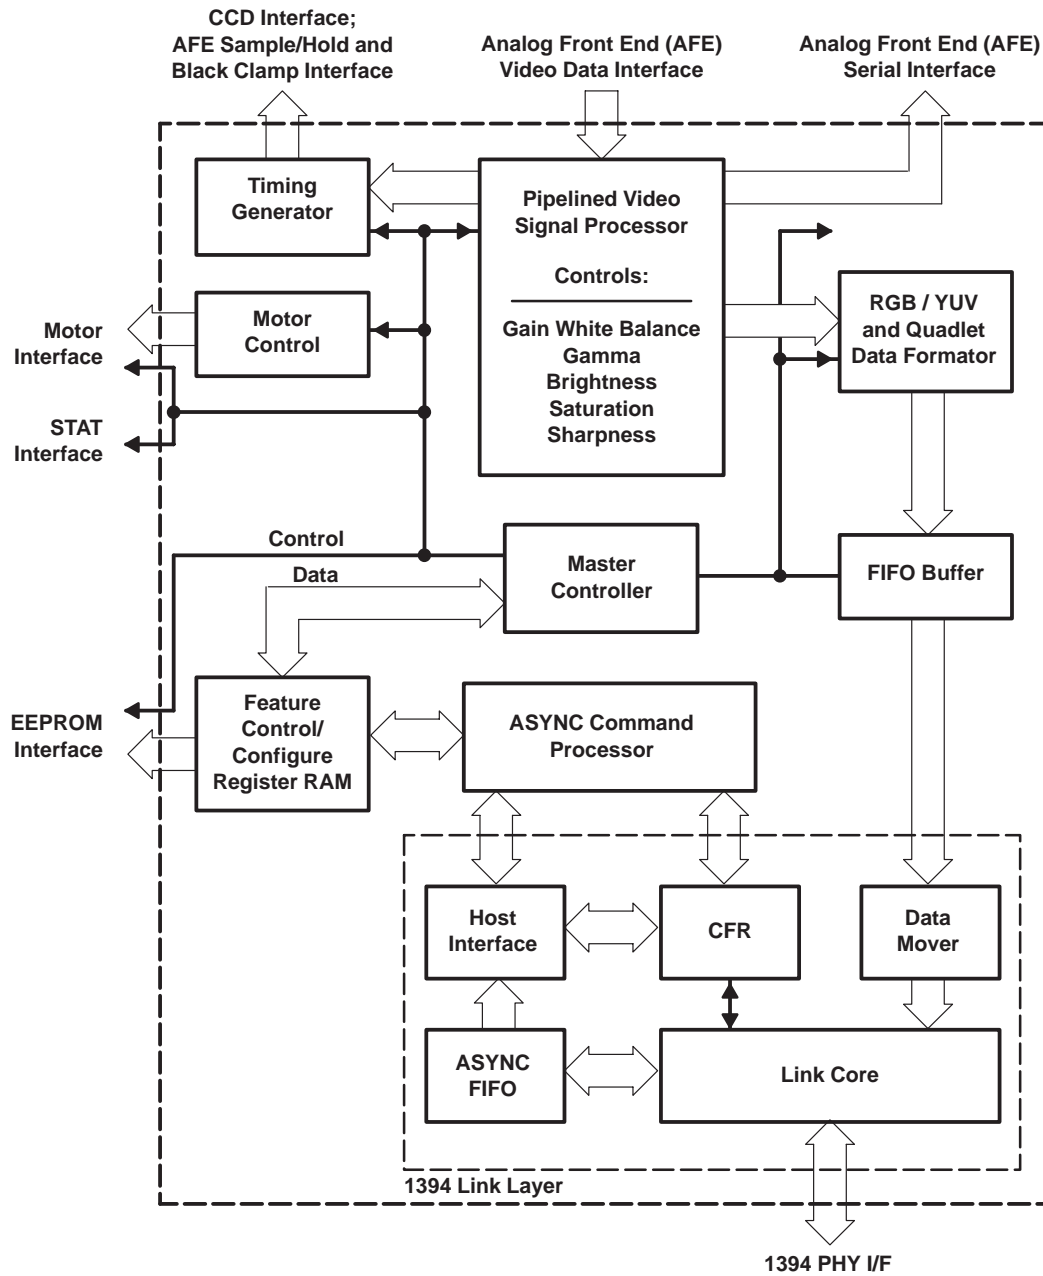 CCD Interface;
AFE Sample/Hold and
Black Clamp Interface
Analog Front End (AFE)
Video Data Interface
Analog Front End (AFE)
Serial Interface
Timing
Generator
Pipelined Video
Signal Processor
Controls:
Gain White Balance
Gamma
Brightness
Saturation
Sharpness
RGB / YUV
and Quadlet
Data Formator
Motor
Interface
Motor
Control
STAT
Interface
Control
Data
Master
Controller
FIFO Buffer
EEPROM
Interface
Feature
Control/
Configure
Register RAM
ASYNC Command
Processor
Host
Interface
CFR
Data
Mover
ASYNC
FIFO
Link Core
1394 Link Layer
1394 PHY I/F